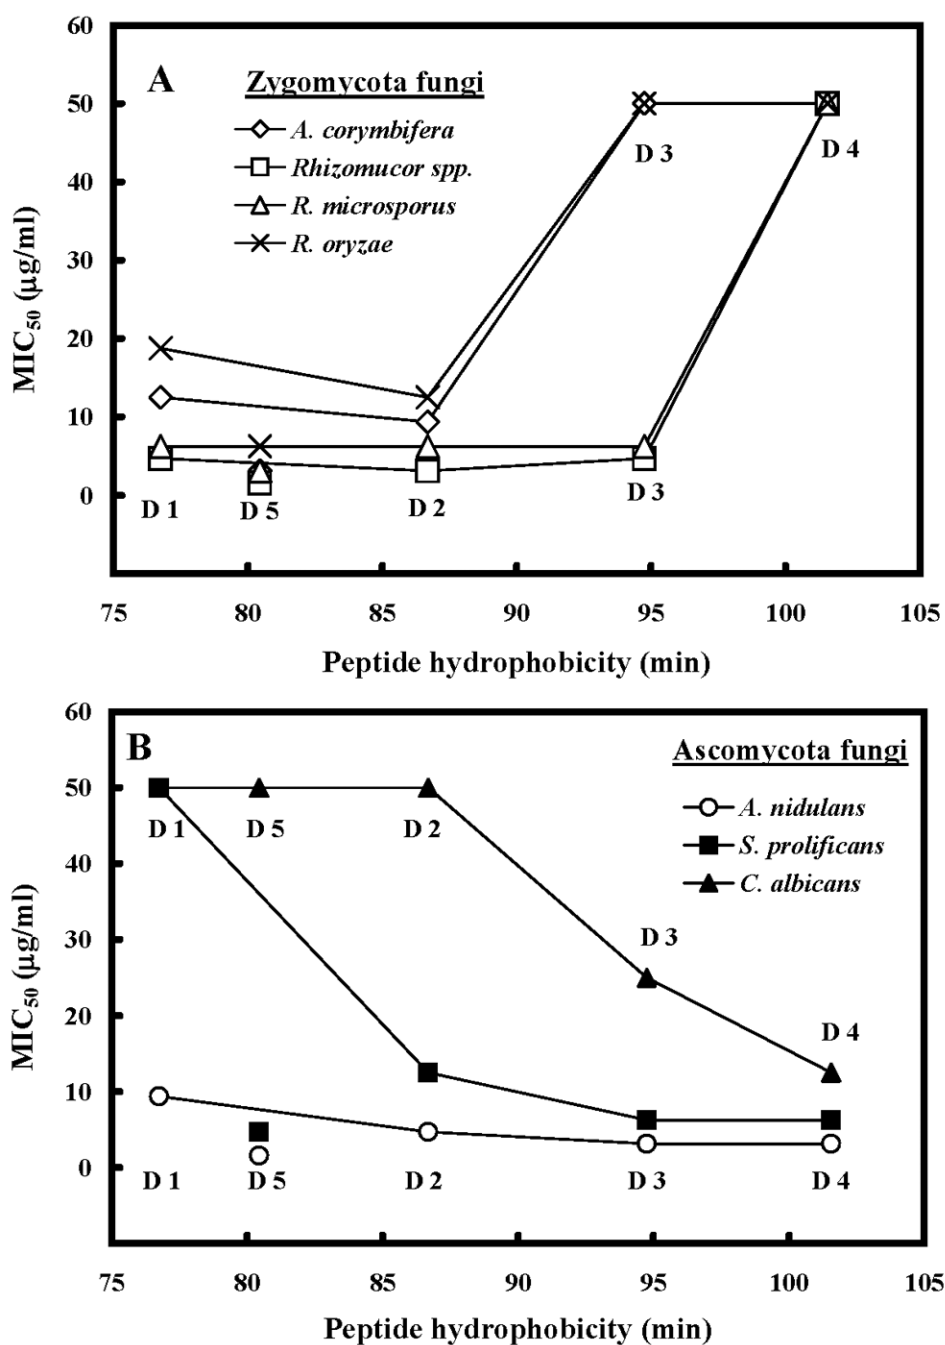 A
Zygomycota fungi
A. corymbifera
Rhizomucor spp.
R. microsporus
R. oryzae
60
50
40
30
20
10
0
MIC50 (μg/ml)
D 3
D 4
D 1
D 5
D 2
D 3
75
80
85
90
95
100
105
Peptide hydrophobicity (min)
B
Ascomycota fungi
A. nidulans
S. prolificans
C. albicans
60
50
40
30
20
10
0
MIC50 (μg/ml)
D 1
D 5
D 2
D 3
D 4
D 1
D 5
D 2
D 3
D 4
75
80
85
90
95
100
105
Peptide hydrophobicity (min)